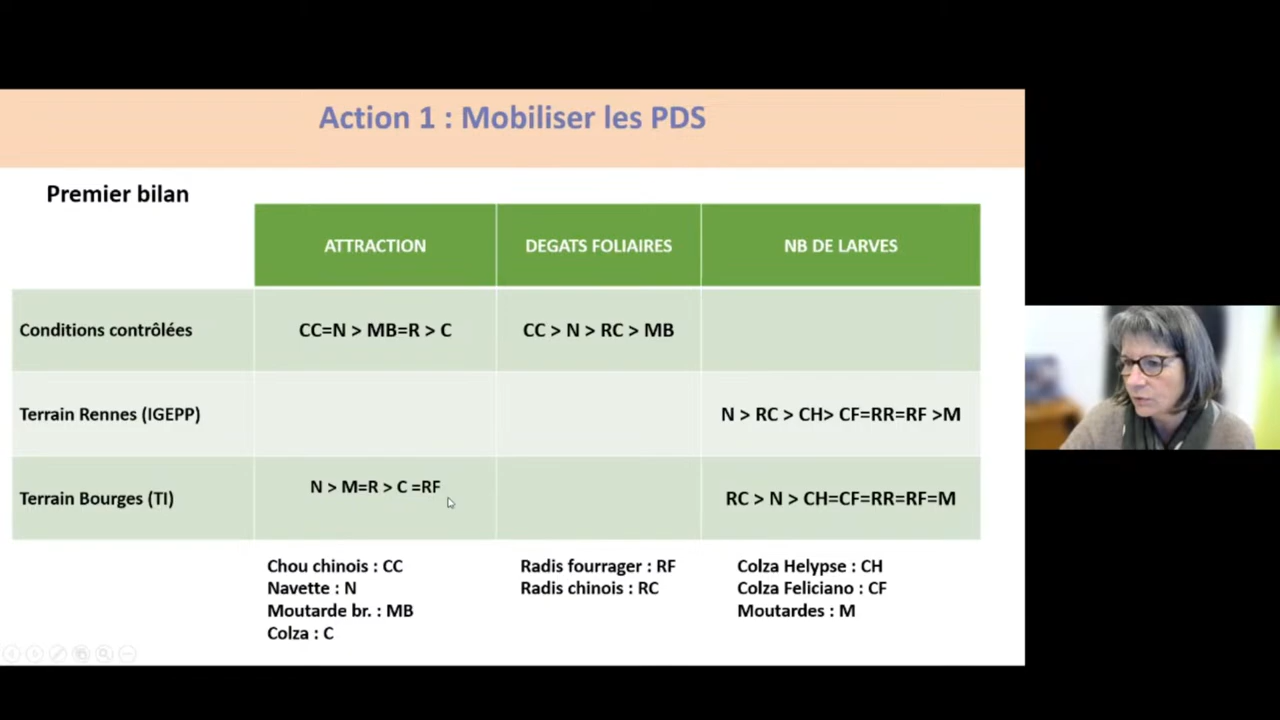 Action 1 : Mobiliser les PDS
Premier bilan
ATTRACTION
DEGATS FOLIAIRES
NB DE LARVES
Conditions contrôlées
CC=N > MB=R > C
CC > N > RC > MB
Terrain Rennes (IGEPP)
N > RC > CH> CF=RR=RF >M
Terrain Bourges (TI)
N > M=R > C =RF
RC > N > CH=CF=RR=RF=M
Chou chinois : CC
Navette : N
Moutarde br. : MB
Colza : C
Radis fourrager : RF
Radis chinois : RC
Colza Helypse : CH
Colza Feliciano : CF
Moutardes : M